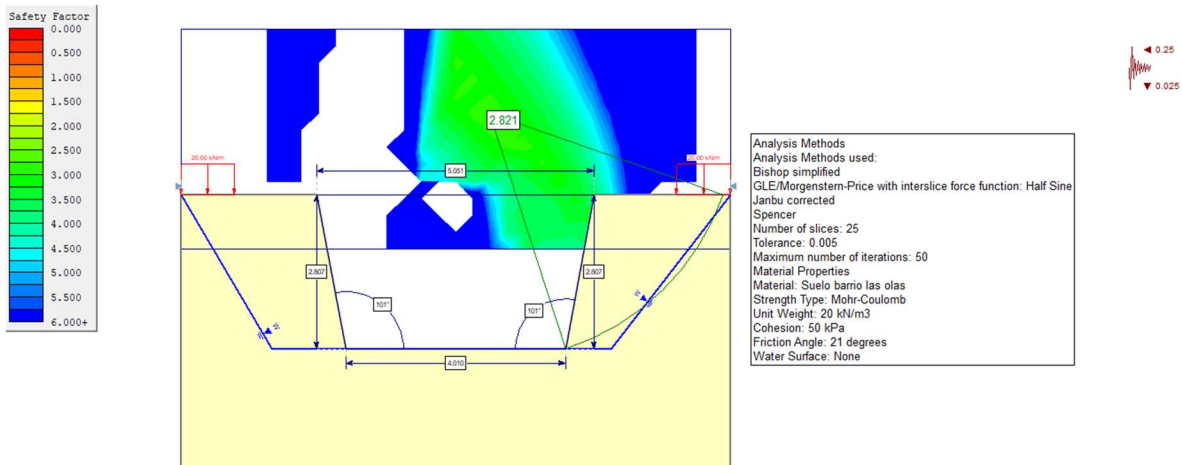 Safety Factor
0.000
0.500
1.000
1.500
2.000
2.500
3.000
3.500
4.000
4.500
5.000
5.500
6.000+
2.821
0.25
0.025
20.00 kN/m
20.00 kN/m
5.051
2.807
2.807
101°
101°
4.010
W
W
Analysis Methods
Analysis Methods used:
Bishop simplified
GLE/Morgenstern-Price with interslice force function: Half Sine
Janbu corrected
Spencer
Number of slices: 25
Tolerance: 0.005
Maximum number of iterations: 50
Material Properties
Material: Suelo barrio las olas
Strength Type: Mohr-Coulomb
Unit Weight: 20 kN/m3
Cohesion: 50 kPa
Friction Angle: 21 degrees
Water Surface: None